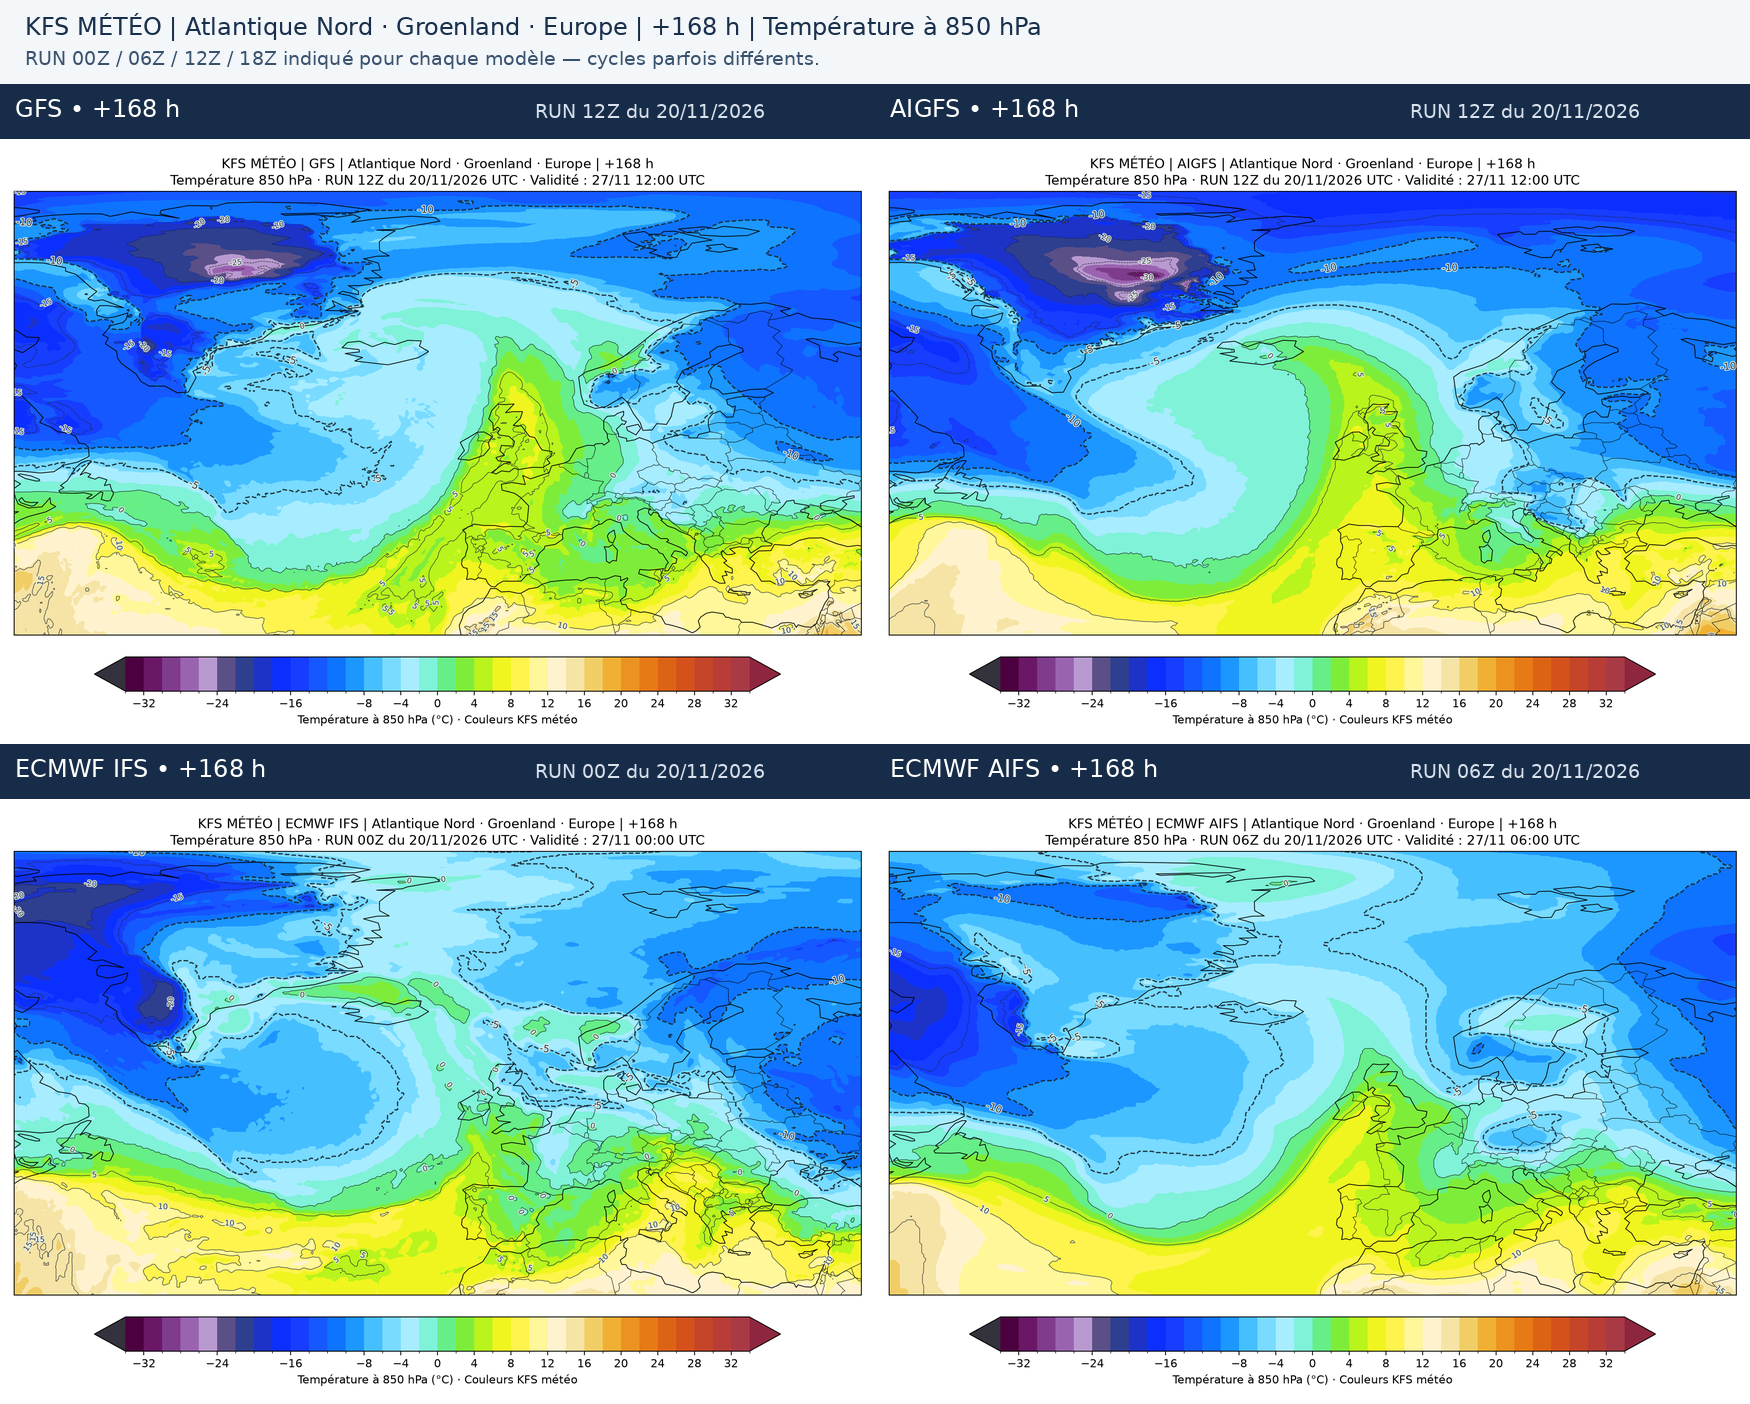 KFS MÉTÉO | Atlantique Nord · Groenland · Europe | +168 h | Température à 850 hPa
RUN 00Z / 06Z / 12Z / 18Z indiqué pour chaque modèle — cycles parfois différents.
GFS • +168 h
RUN 12Z du 20/11/2026
KFS MÉTÉO | GFS | Atlantique Nord · Groenland · Europe | +168 h
Température 850 hPa · RUN 12Z du 20/11/2026 UTC · Validité : 27/11 12:00 UTC
−32 −24 −16 −8 −4 0 4 8 12 16 20 24 28 32
Température à 850 hPa (°C) · Couleurs KFS météo
AIGFS • +168 h
RUN 12Z du 20/11/2026
KFS MÉTÉO | AIGFS | Atlantique Nord · Groenland · Europe | +168 h
Température 850 hPa · RUN 12Z du 20/11/2026 UTC · Validité : 27/11 12:00 UTC
−32 −24 −16 −8 −4 0 4 8 12 16 20 24 28 32
Température à 850 hPa (°C) · Couleurs KFS météo
ECMWF IFS • +168 h
RUN 00Z du 20/11/2026
KFS MÉTÉO | ECMWF IFS | Atlantique Nord · Groenland · Europe | +168 h
Température 850 hPa · RUN 00Z du 20/11/2026 UTC · Validité : 27/11 00:00 UTC
−32 −24 −16 −8 −4 0 4 8 12 16 20 24 28 32
Température à 850 hPa (°C) · Couleurs KFS météo
ECMWF AIFS • +168 h
RUN 06Z du 20/11/2026
KFS MÉTÉO | ECMWF AIFS | Atlantique Nord · Groenland · Europe | +168 h
Température 850 hPa · RUN 06Z du 20/11/2026 UTC · Validité : 27/11 06:00 UTC
−32 −24 −16 −8 −4 0 4 8 12 16 20 24 28 32
Température à 850 hPa (°C) · Couleurs KFS météo